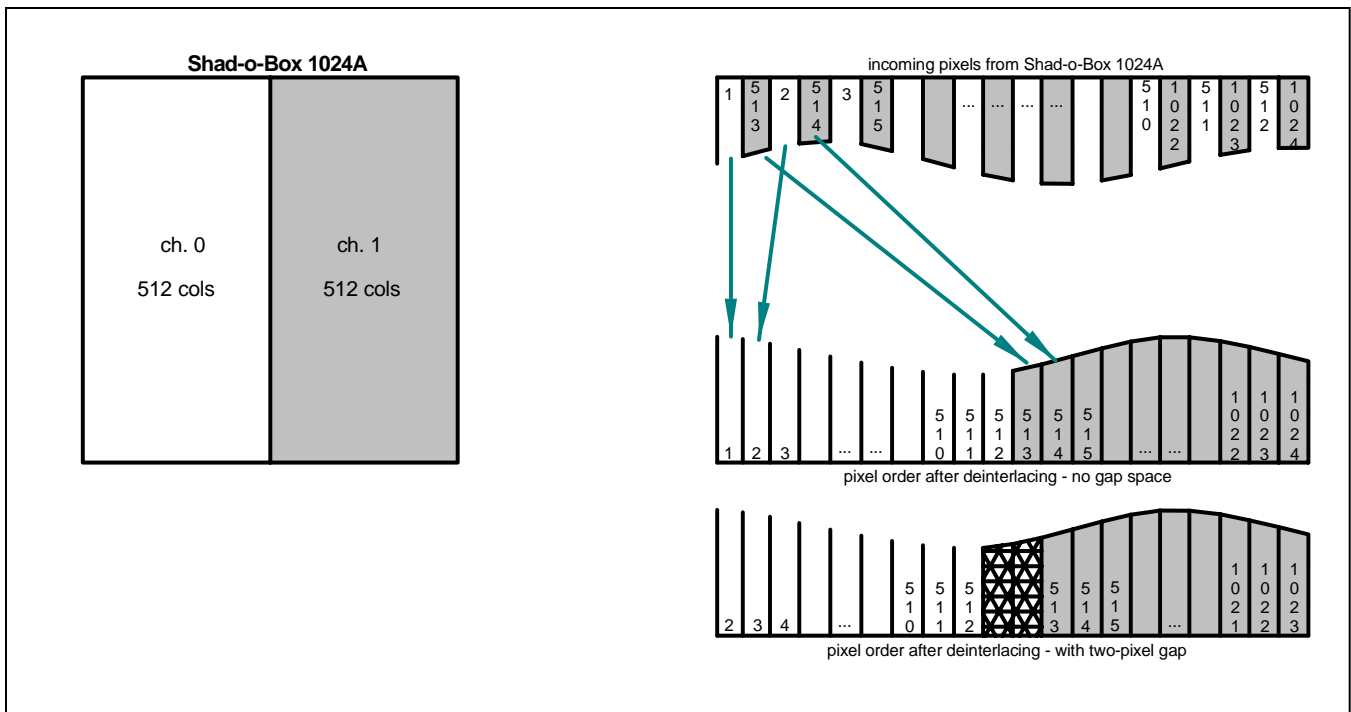 Shad-o-Box 1024A
ch. 0
512 cols
ch. 1
512 cols
incoming pixels from Shad-o-Box 1024A
1 513 2 514 3 515 ... ... ... ... 510 1022 511 1023 512 1024
1 2 3 ... ... 510 511 512 513 514 515 ... ... 1022 1023 1024
pixel order after deinterlacing - no gap space
2 3 4 ... 510 511 512 513 514 515 ... 1021 1022 1023
pixel order after deinterlacing - with two-pixel gap